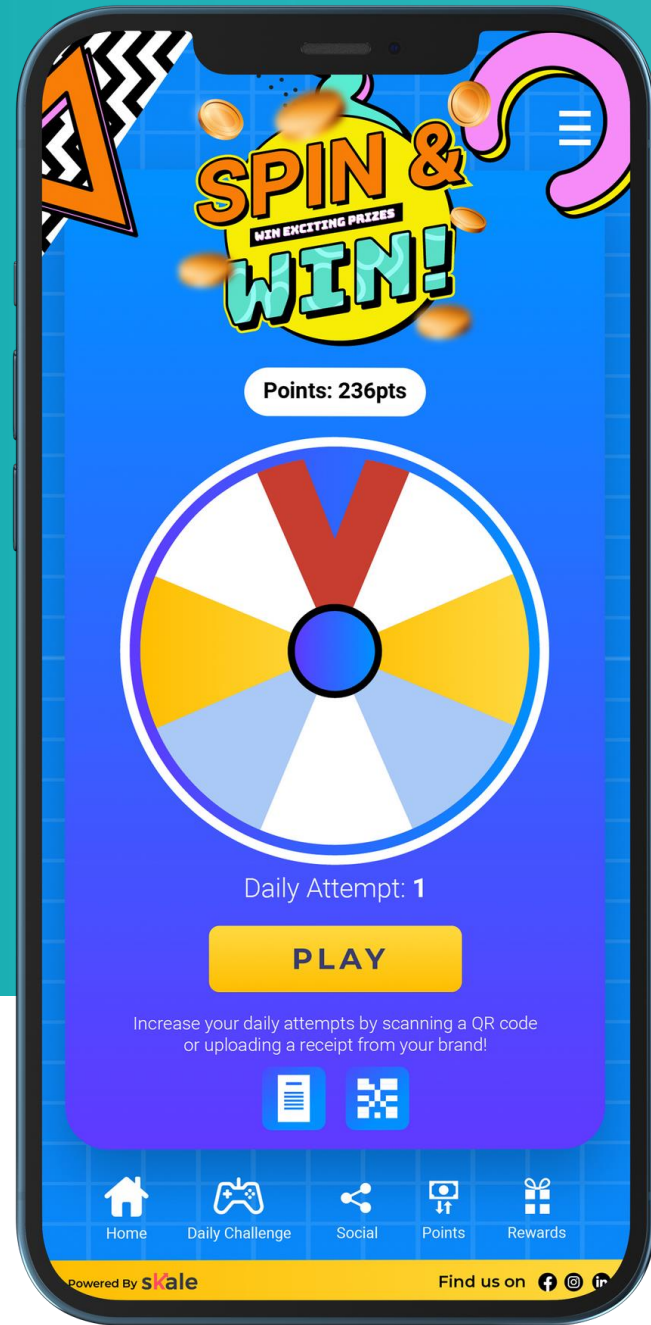 SPIN &
WIN EXCITING PRIZES
WIN!
Points: 236pts
Daily Attempt: 1
PLAY
Increase your daily attempts by scanning a QR code
or uploading a receipt from your brand!
Home Daily Challenge Social Points Rewards
Powered By skale Find us on